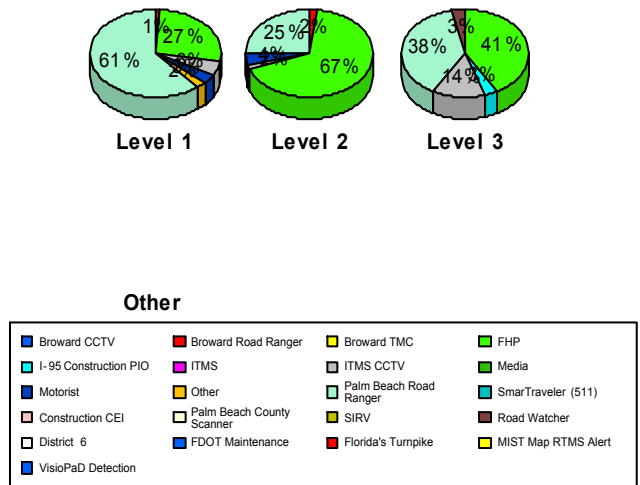 1%
27 %
61 %
25 %
2%
67 %
3%
41 %
38 %
14 %
Level 1
Level 2
Level 3
Other
Broward CCTV
Broward Road Ranger
Broward TMC
FHP
I- 95 Construction PIO
ITMS
ITMS CCTV
Media
Motorist
Other
Palm Beach Road
Ranger
SmarTraveler (511)
Construction CEI
Palm Beach County
Scanner
SIRV
Road Watcher
District 6
FDOT Maintenance
Florida's Turnpike
MIST Map RTMS Alert
VisioPaD Detection